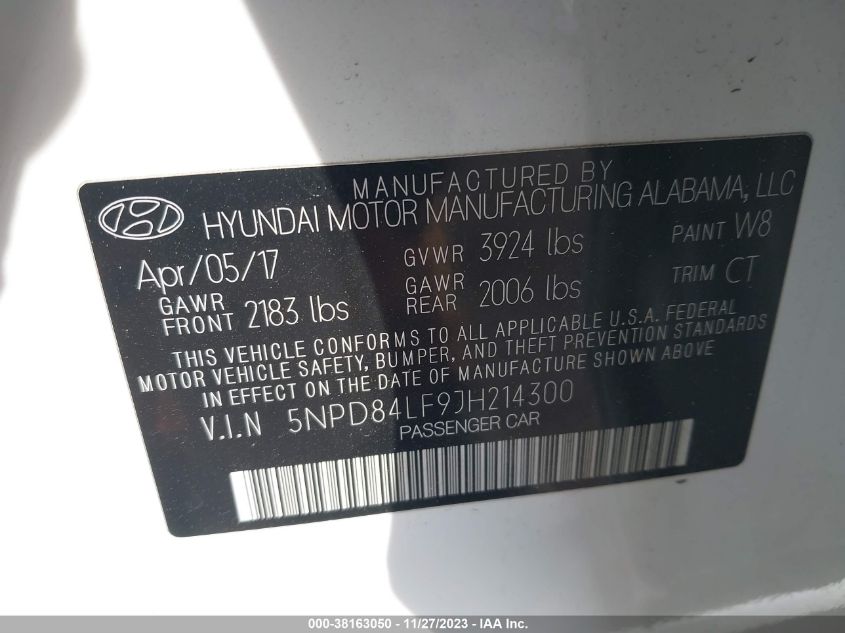 MANUFACTURED BY
HYUNDAI MOTOR MANUFACTURING ALABAMA, LLC
Apr/05/17 GVWR 3924 lbs PAINT W8
GAWR FRONT 2183 lbs GAWR REAR 2006 lbs TRIM CT
THIS VEHICLE CONFORMS TO ALL APPLICABLE U.S.A. FEDERAL
MOTOR VEHICLE SAFETY, BUMPER, AND THEFT PREVENTION STANDARDS
IN EFFECT ON THE DATE OF MANUFACTURE SHOWN ABOVE
V.I.N 5NPD84LF9JH214300
PASSENGER CAR
000-38163050 - 11/27/2023 - IAAI Inc.